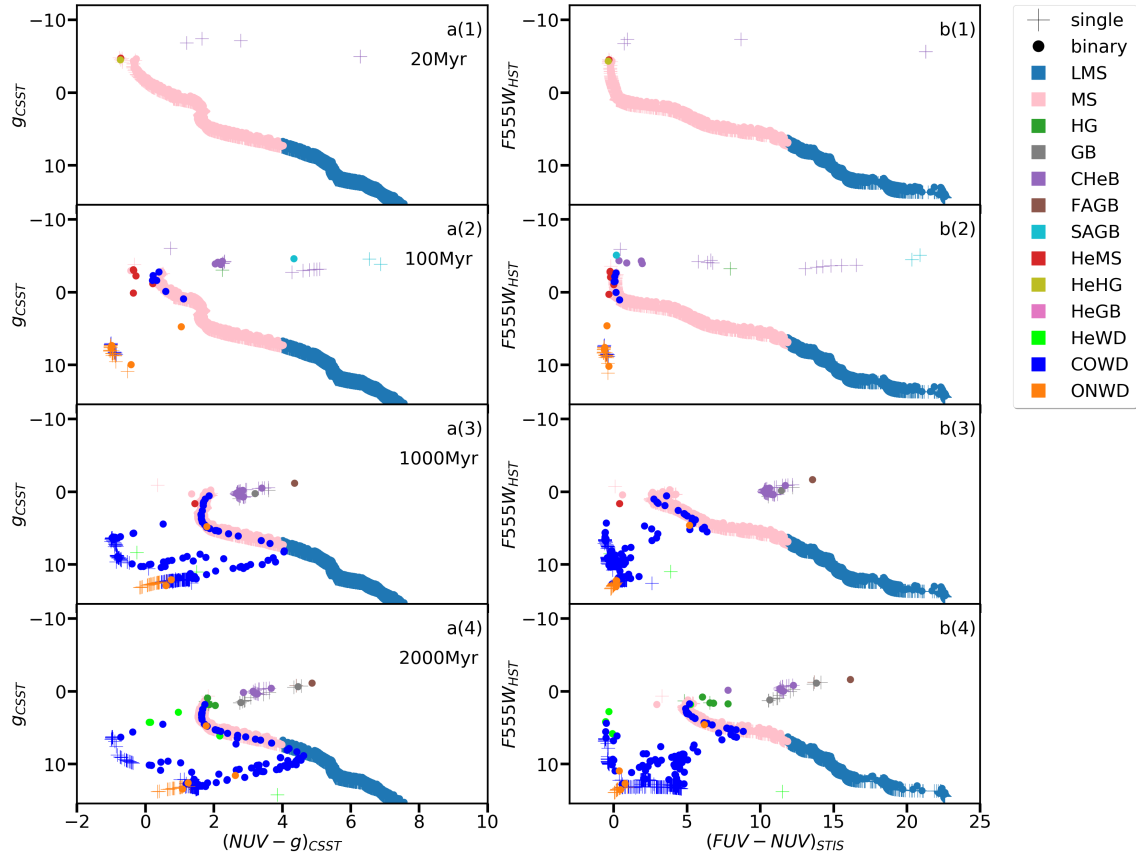 a(1)
20Myr
−10
0
10
g_CSST
b(1)
−10
0
10
F555W_HST
a(2)
100Myr
−10
0
10
g_CSST
b(2)
−10
0
10
F555W_HST
a(3)
1000Myr
−10
0
10
g_CSST
b(3)
−10
0
10
F555W_HST
a(4)
2000Myr
−10
0
10
g_CSST
b(4)
−10
0
10
F555W_HST
−2 0 2 4 6 8 10
(NUV − g)_CSST
0 5 10 15 20 25
(FUV − NUV)_STIS
single
binary
LMS
MS
HG
GB
CHeB
FAGB
SAGB
HeMS
HeHG
HeGB
HeWD
COWD
ONWD